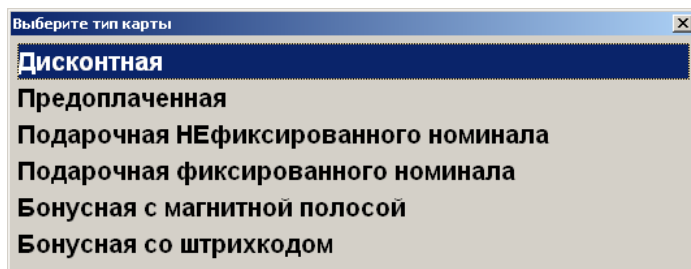 Выберите тип карты
Дисконтная
Предоплаченная
Подарочная НЕфиксированного номинала
Подарочная фиксированного номинала
Бонусная с магнитной полосой
Бонусная со штрихкодом